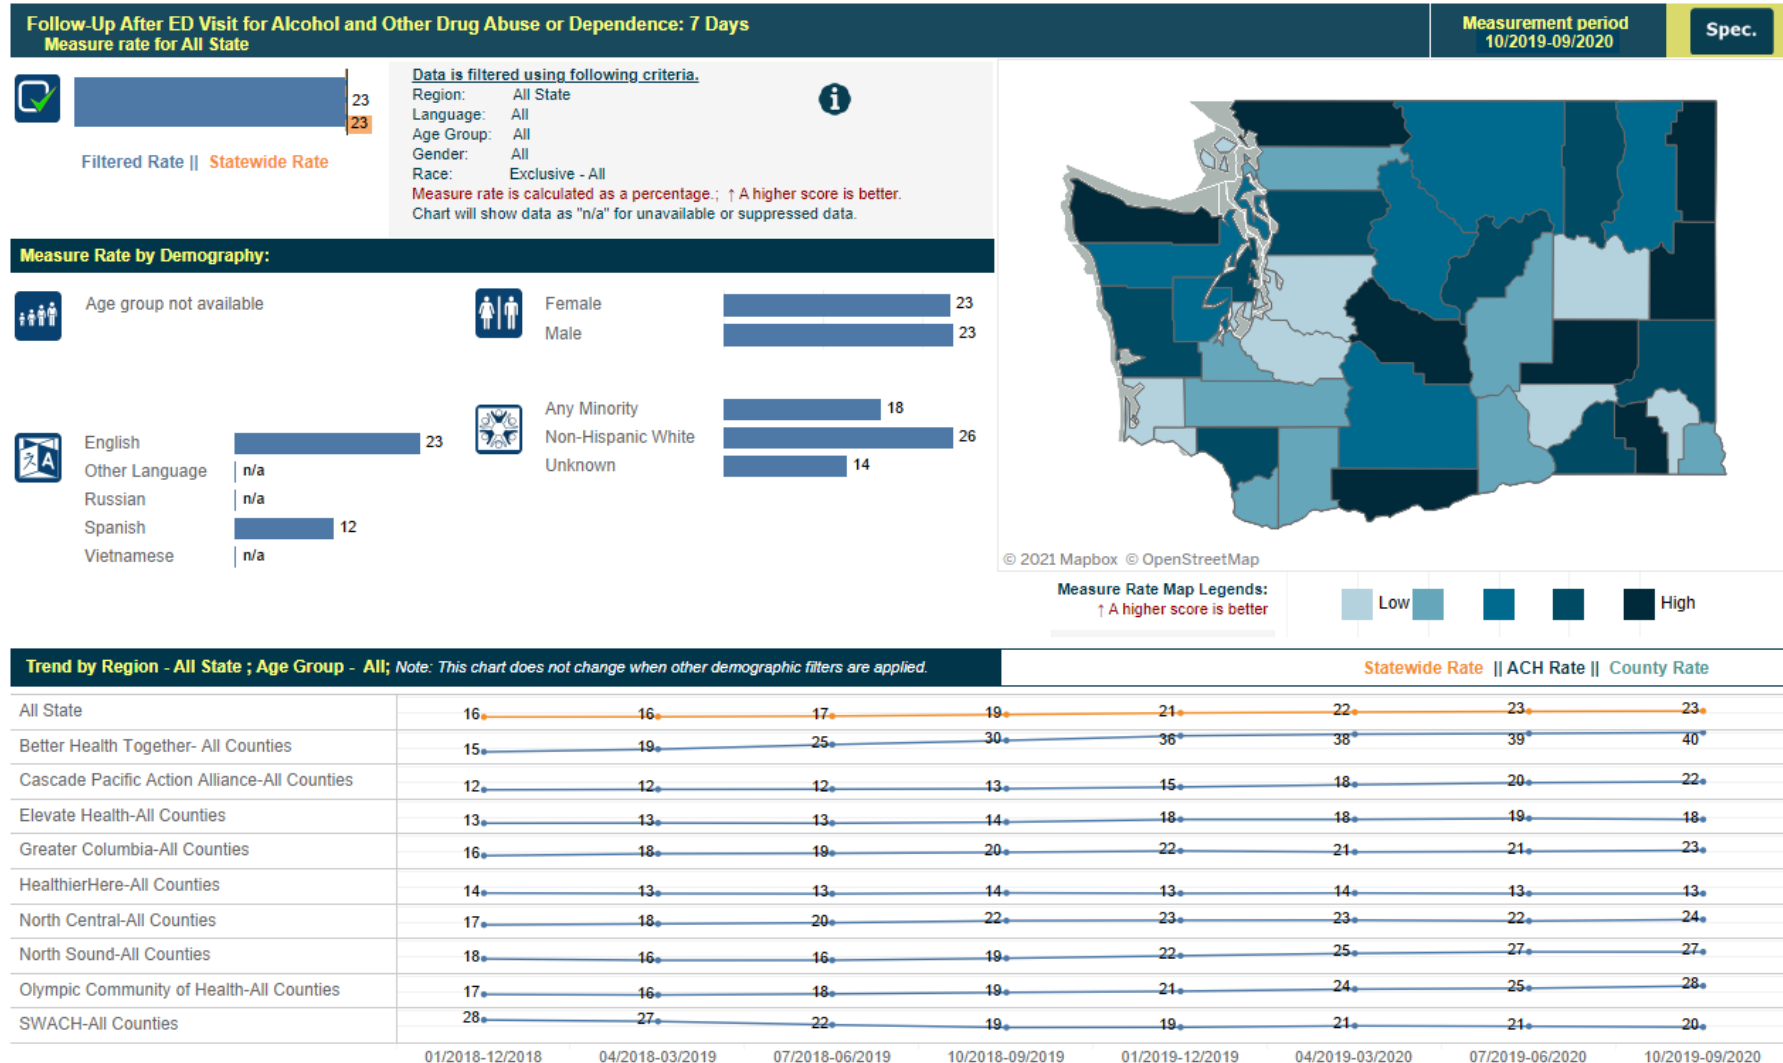 Follow-Up After ED Visit for Alcohol and Other Drug Abuse or Dependence: 7 Days
Measure rate for All State
Measurement period
10/2019-09/2020
Spec.
23
23
Filtered Rate || Statewide Rate
Data is filtered using following criteria.
Region: All State
Language: All
Age Group: All
Gender: All
Race: Exclusive - All
Measure rate is calculated as a percentage.; ↑ A higher score is better.
Chart will show data as "n/a" for unavailable or suppressed data.
i
Measure Rate by Demography:
Age group not available
Female 23
Male 23
Any Minority 18
Non-Hispanic White 26
Unknown 14
English 23
Other Language n/a
Russian n/a
Spanish 12
Vietnamese n/a
© 2021 Mapbox © OpenStreetMap
Measure Rate Map Legends:
↑ A higher score is better
Low High
Trend by Region - All State ; Age Group - All; Note: This chart does not change when other demographic filters are applied.
Statewide Rate || ACH Rate || County Rate
All State 16 16 17 19 21 22 23 23
Better Health Together- All Counties 15 19 25 30 36 38 39 40
Cascade Pacific Action Alliance-All Counties 12 12 12 13 15 18 20 22
Elevate Health-All Counties 13 13 13 14 18 18 19 18
Greater Columbia-All Counties 16 18 19 20 22 21 21 23
HealthierHere-All Counties 14 13 13 14 13 14 13 13
North Central-All Counties 17 18 20 22 23 23 22 24
North Sound-All Counties 18 16 16 19 22 25 27 27
Olympic Community of Health-All Counties 17 16 18 19 21 24 25 28
SWACH-All Counties 28 27 22 19 19 21 21 20
01/2018-12/2018 04/2018-03/2019 07/2018-06/2019 10/2018-09/2019 01/2019-12/2019 04/2019-03/2020 07/2019-06/2020 10/2019-09/2020